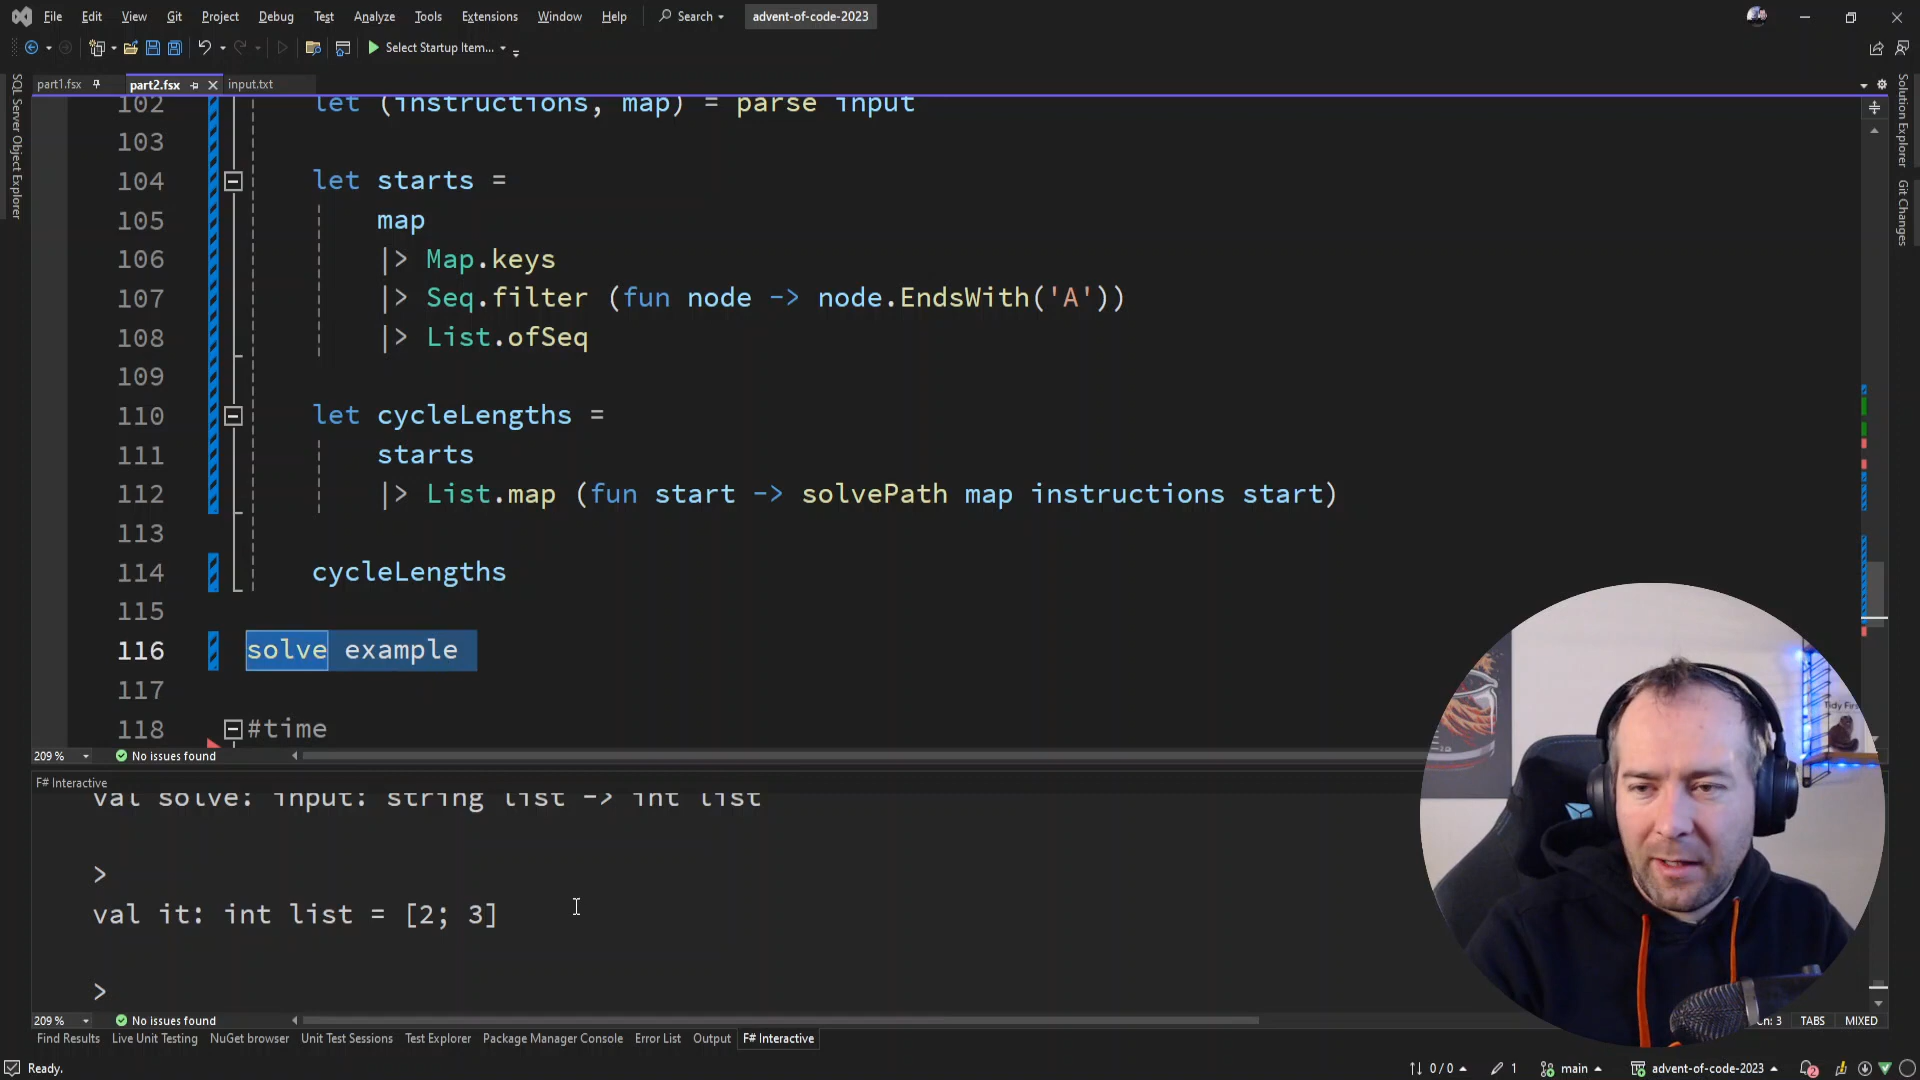 File Edit View Git Project Debug Test Analyze Tools Extensions Window Help Search advent-of-code-2023
Select Startup Item...
part1.fsx part2.fsx input.txt
SQL Server Object Explorer
Solution Explorer
Git Changes
102 let (instructions, map) = parse input
103
104 let starts =
105 map
106 |> Map.keys
107 |> Seq.filter (fun node -> node.EndsWith('A'))
108 |> List.ofSeq
109
110 let cycleLengths =
111 starts
112 |> List.map (fun start -> solvePath map instructions start)
113
114 cycleLengths
115
116 solve example
117
118 #time
209 % No issues found
F# Interactive
val solve: input: string list -> int list
>
val it: int list = [2; 3]
>
209 % No issues found
Ln: 3 TABS MIXED
Find Results Live Unit Testing NuGet browser Unit Test Sessions Test Explorer Package Manager Console Error List Output F# Interactive
Ready. 0 / 0 1 main advent-of-code-2023 2
Tidy First